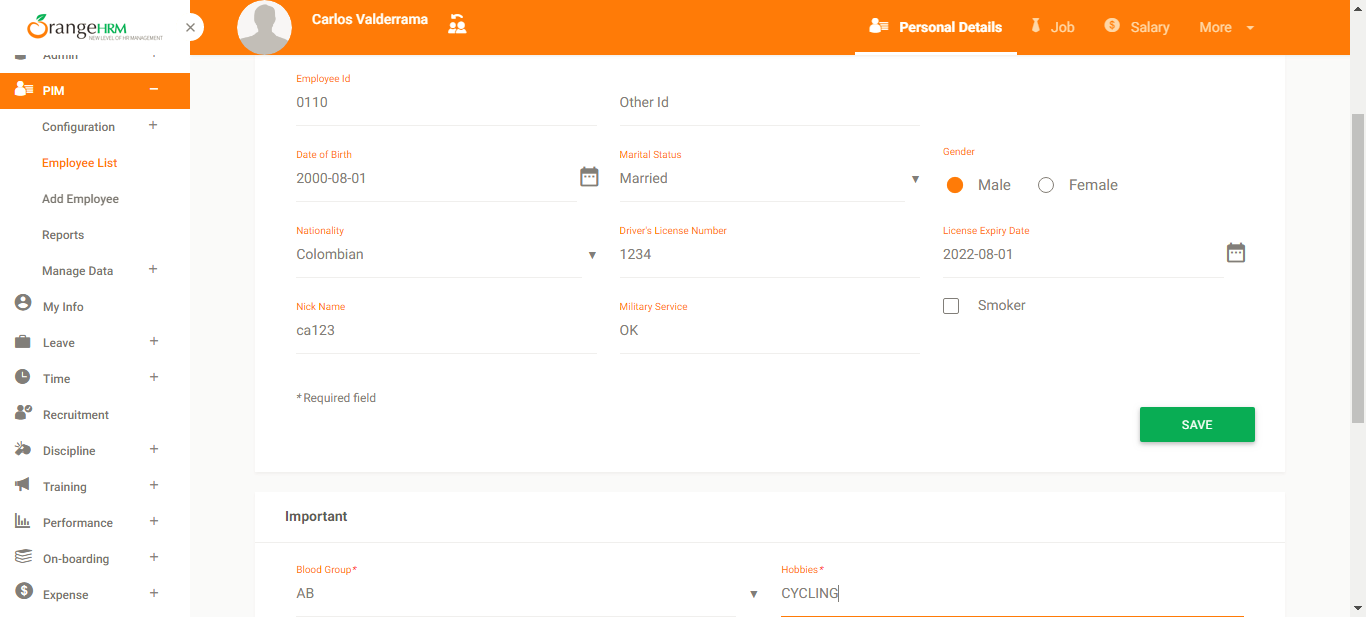 OrangeHRM
NEW LEVEL OF HR MANAGEMENT
Carlos Valderrama
Personal Details
Job
Salary
More
Admin
PIM
Configuration
Employee List
Add Employee
Reports
Manage Data
My Info
Leave
Time
Recruitment
Discipline
Training
Performance
On-boarding
Expense
Employee Id
0110
Other Id
Date of Birth
2000-08-01
Marital Status
Married
Gender
Male
Female
Nationality
Colombian
Driver's License Number
1234
License Expiry Date
2022-08-01
Nick Name
ca123
Military Service
OK
Smoker
* Required field
SAVE
Important
Blood Group*
AB
Hobbies*
CYCLING